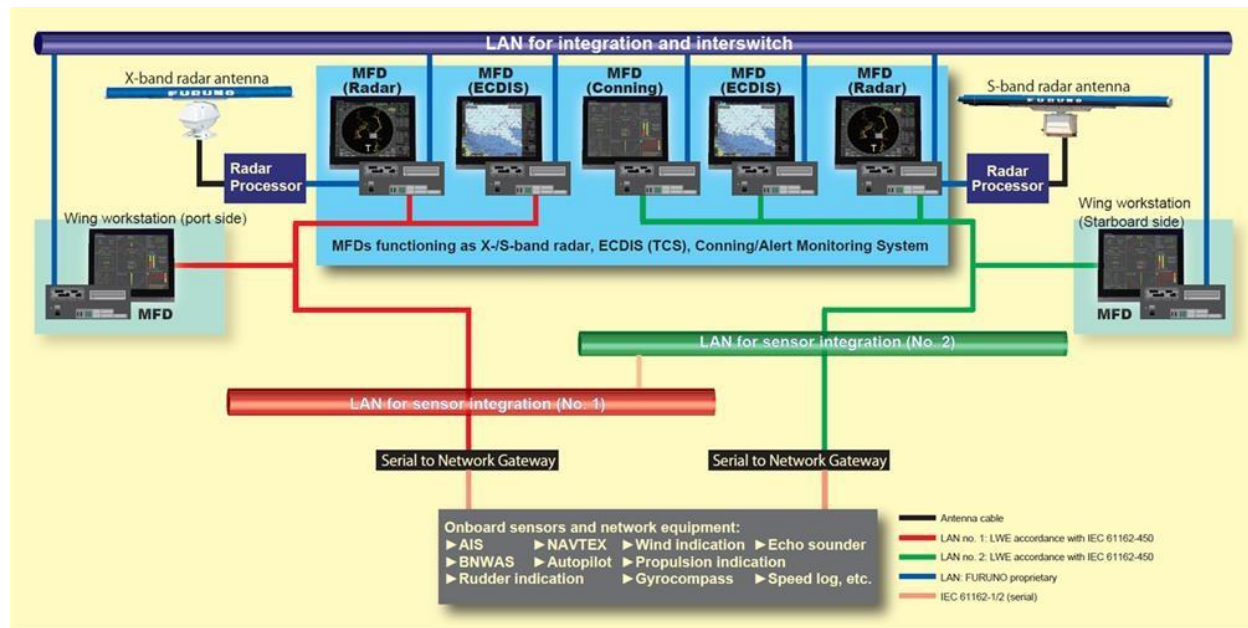 LAN for integration and interswitch
X-band radar antenna
FURUNO
MFD
(Radar)
MFD
(ECDIS)
MFD
(Conning)
MFD
(ECDIS)
MFD
(Radar)
S-band radar antenna
FURUNO
Radar
Processor
Radar
Processor
Wing workstation (port side)
MFD
MFDs functioning as X-/S-band radar, ECDIS (TCS), Conning/Alert Monitoring System
Wing workstation
(Starboard side)
MFD
LAN for sensor integration (No. 2)
LAN for sensor integration (No. 1)
Serial to Network Gateway
Serial to Network Gateway
Onboard sensors and network equipment:
►AIS ►NAVTEX ►Wind indication ►Echo sounder
►BNWAS ►Autopilot ►Propulsion indication
►Rudder indication ►Gyrocompass ►Speed log, etc.
Antenna cable
LAN no. 1: LWE accordance with IEC 61162-450
LAN no. 2: LWE accordance with IEC 61162-450
LAN: FURUNO proprietary
IEC 61162-1/2 (serial)